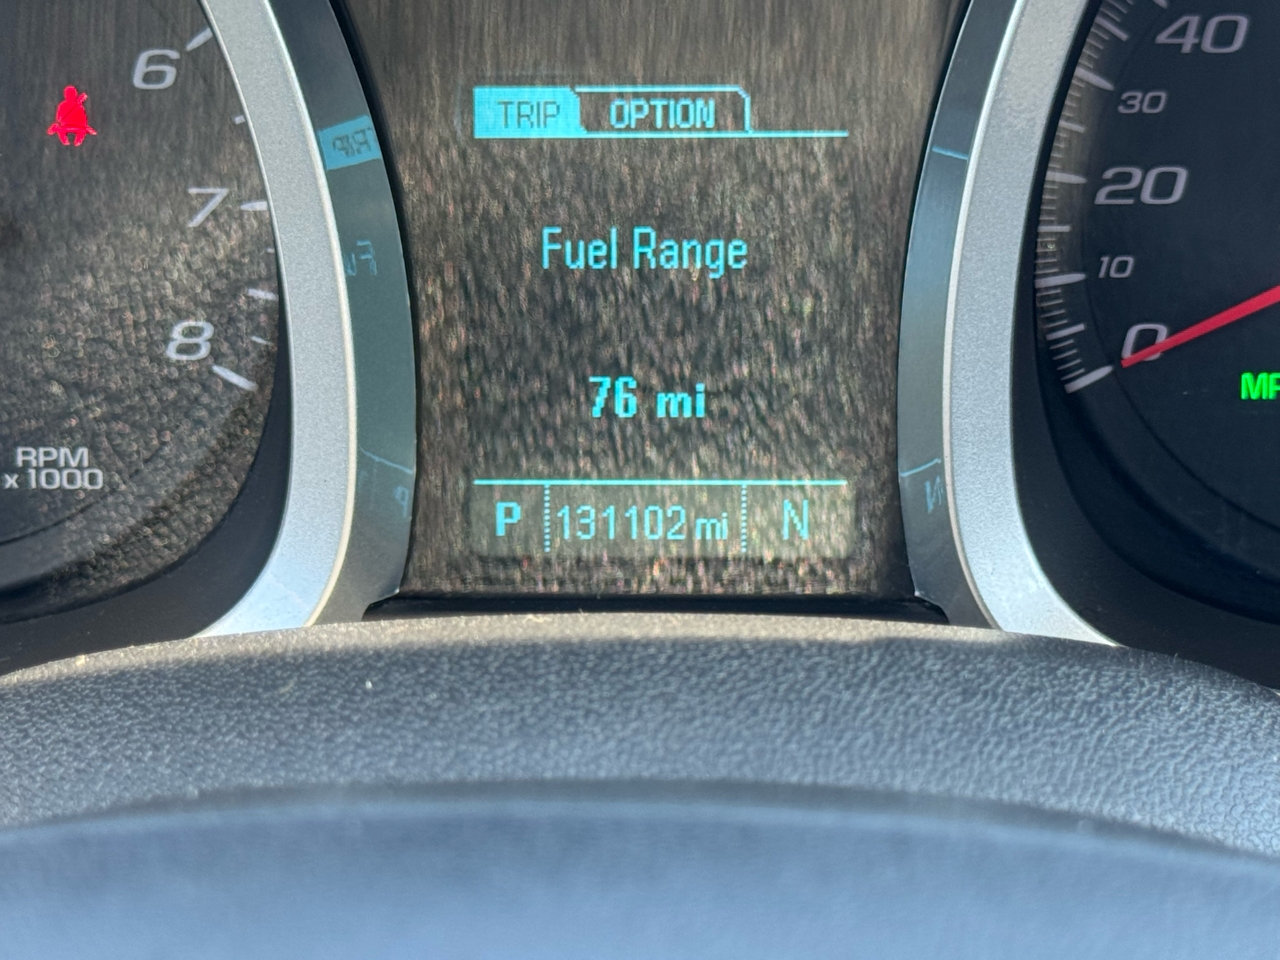 6
7
8
RPM
x1000
TRIP OPTION
Fuel Range
76 mi
P 131102 mi N
40
30
20
10
0